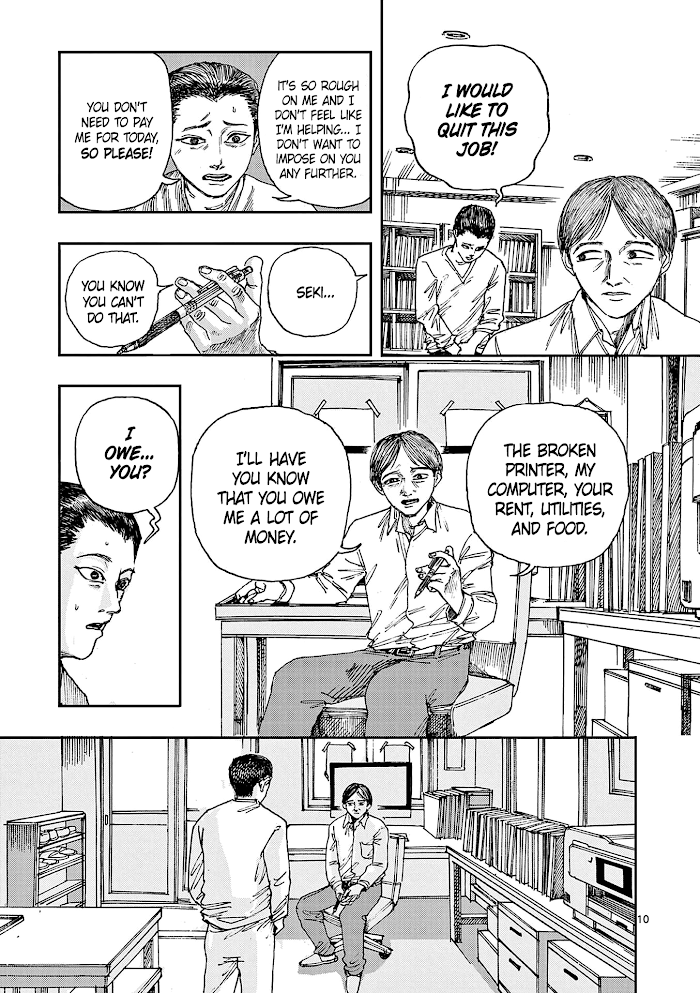 I WOULD
LIKE TO
QUIT THIS
JOB!
IT'S SO ROUGH
ON ME AND I
DON'T FEEL LIKE
I'M HELPING... I
DON'T WANT TO
IMPOSE ON YOU
ANY FURTHER.
YOU DON'T
NEED TO PAY
ME FOR TODAY,
SO PLEASE!
SEKI...
YOU KNOW
YOU CAN'T
DO THAT.
THE BROKEN
PRINTER, MY
COMPUTER, YOUR
RENT, UTILITIES,
AND FOOD.
I'LL HAVE
YOU KNOW
THAT YOU OWE
ME A LOT OF
MONEY.
I
OWE...
YOU?
10